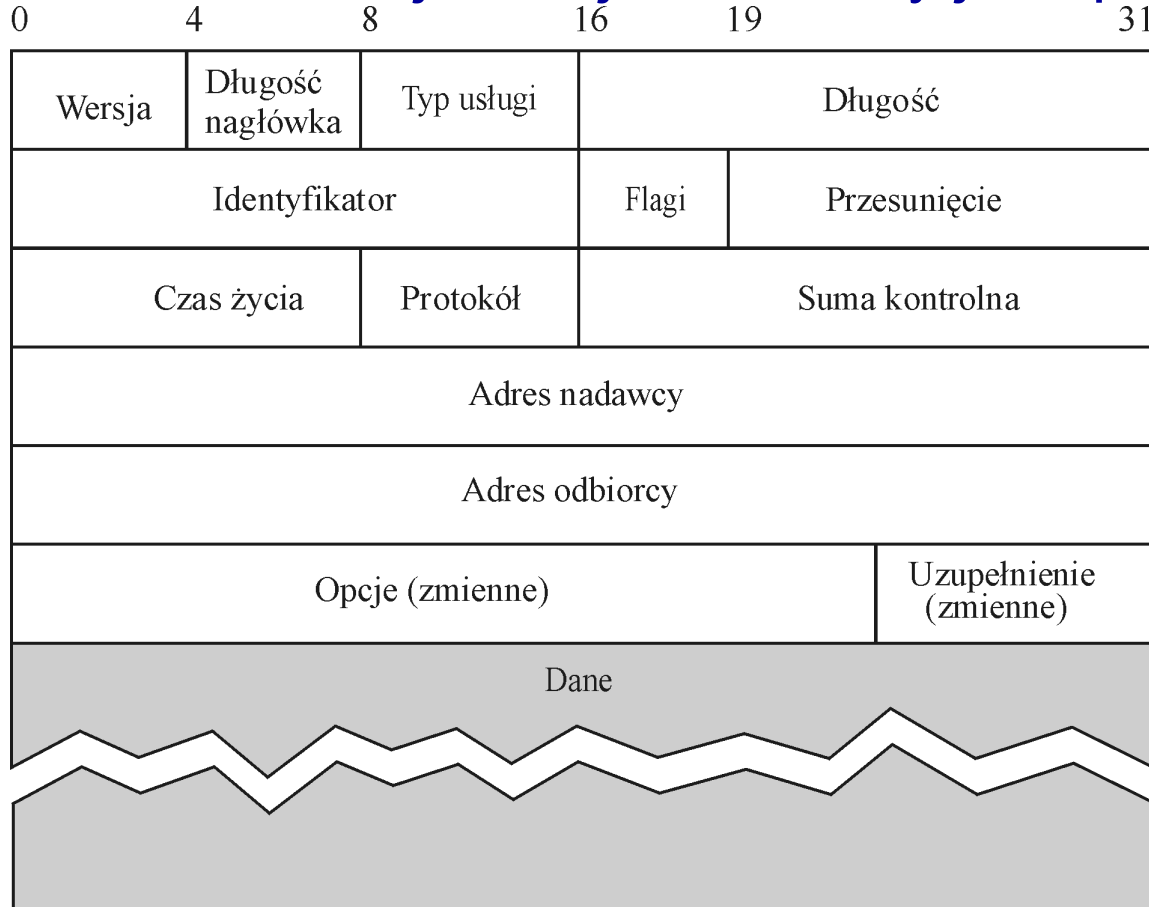 0 4 8 16 19 31
Wersja
Długość
nagłówka
Typ usługi
Długość
Identyfikator
Flagi
Przesunięcie
Czas życia
Protokół
Suma kontrolna
Adres nadawcy
Adres odbiorcy
Opcje (zmienne)
Uzupełnienie
(zmienne)
Dane